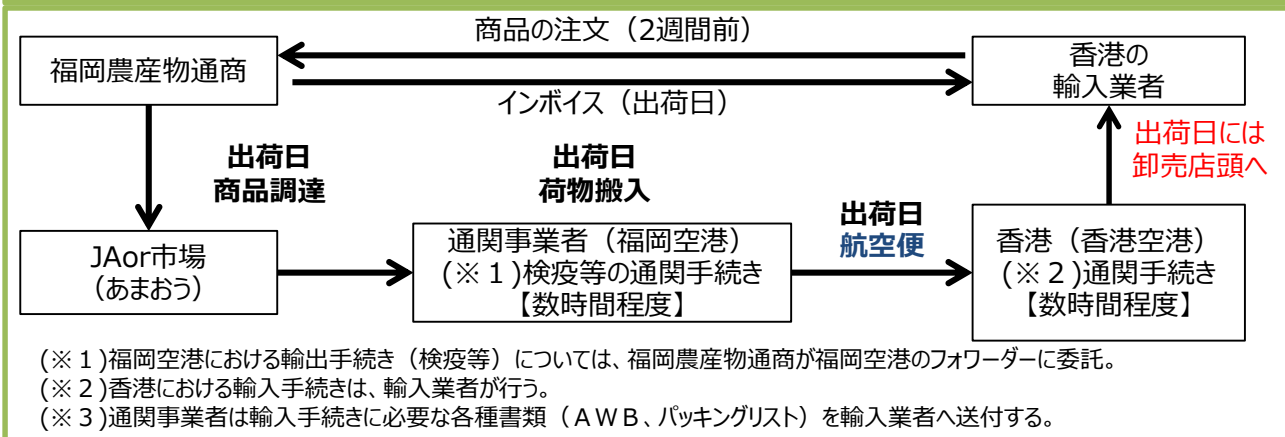 商品の注文（2週間前）
福岡農産物通商
香港の
輸入業者
インボイス（出荷日）
出荷日には
卸売店頭へ
出荷日
商品調達
出荷日
荷物搬入
出荷日
航空便
JAor市場
（あまおう）
通関事業者（福岡空港）
(※１)検疫等の通関手続き
【数時間程度】
香港（香港空港）
(※２)通関手続き
【数時間程度】
(※１)福岡空港における輸出手続き（検疫等）については、福岡農産物通商が福岡空港のフォワーダーに委託。
(※２)香港における輸入手続きは、輸入業者が行う。
(※３)通関事業者は輸入手続きに必要な各種書類（ＡＷＢ、パッキングリスト）を輸入業者へ送付する。